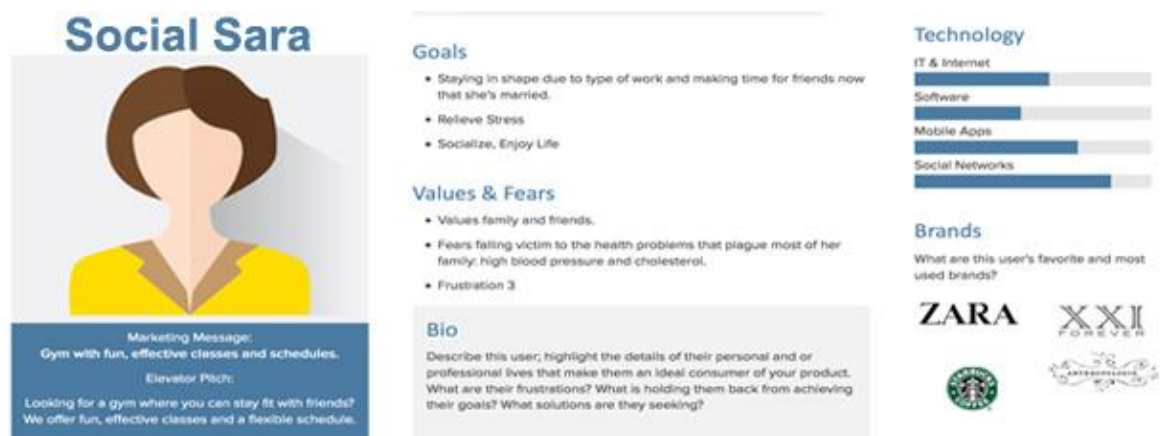 Social Sara
Marketing Message:
Gym with fun, effective classes and schedules.
Elevator Pitch:
Looking for a gym where you can stay fit with friends?
We offer fun, effective classes and a flexible schedule.
Goals
• Staying in shape due to type of work and making time for friends now
that she's married.
• Relieve Stress
• Socialize, Enjoy Life
Values & Fears
• Values family and friends.
• Fears falling victim to the health problems that plague most of her
family: high blood pressure and cholesterol.
• Frustration 3
Bio
Describe this user; highlight the details of their personal and or
professional lives that make them an ideal consumer of your product.
What are their frustrations? What is holding them back from achieving
their goals? What solutions are they seeking?
Technology
IT & Internet
Software
Mobile Apps
Social Networks
Brands
What are this user's favorite and most
used brands?
ZARA
XXI
FOREVER
STARBUCKS
COFFEE
ANTHROPOLOGIE